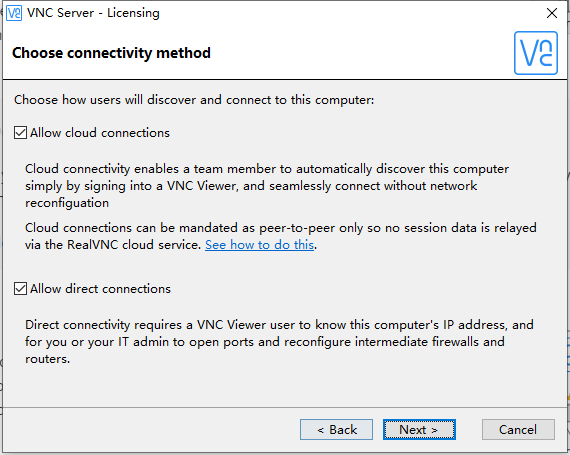 VNC Server - Licensing
Choose connectivity method
Choose how users will discover and connect to this computer:
Allow cloud connections
Cloud connectivity enables a team member to automatically discover this computer
simply by signing into a VNC Viewer, and seamlessly connect without network
reconfiguation
Cloud connections can be mandated as peer-to-peer only so no session data is relayed
via the RealVNC cloud service. See how to do this.
Allow direct connections
Direct connectivity requires a VNC Viewer user to know this computer's IP address, and
for you or your IT admin to open ports and reconfigure intermediate firewalls and
routers.
< Back
Next >
Cancel